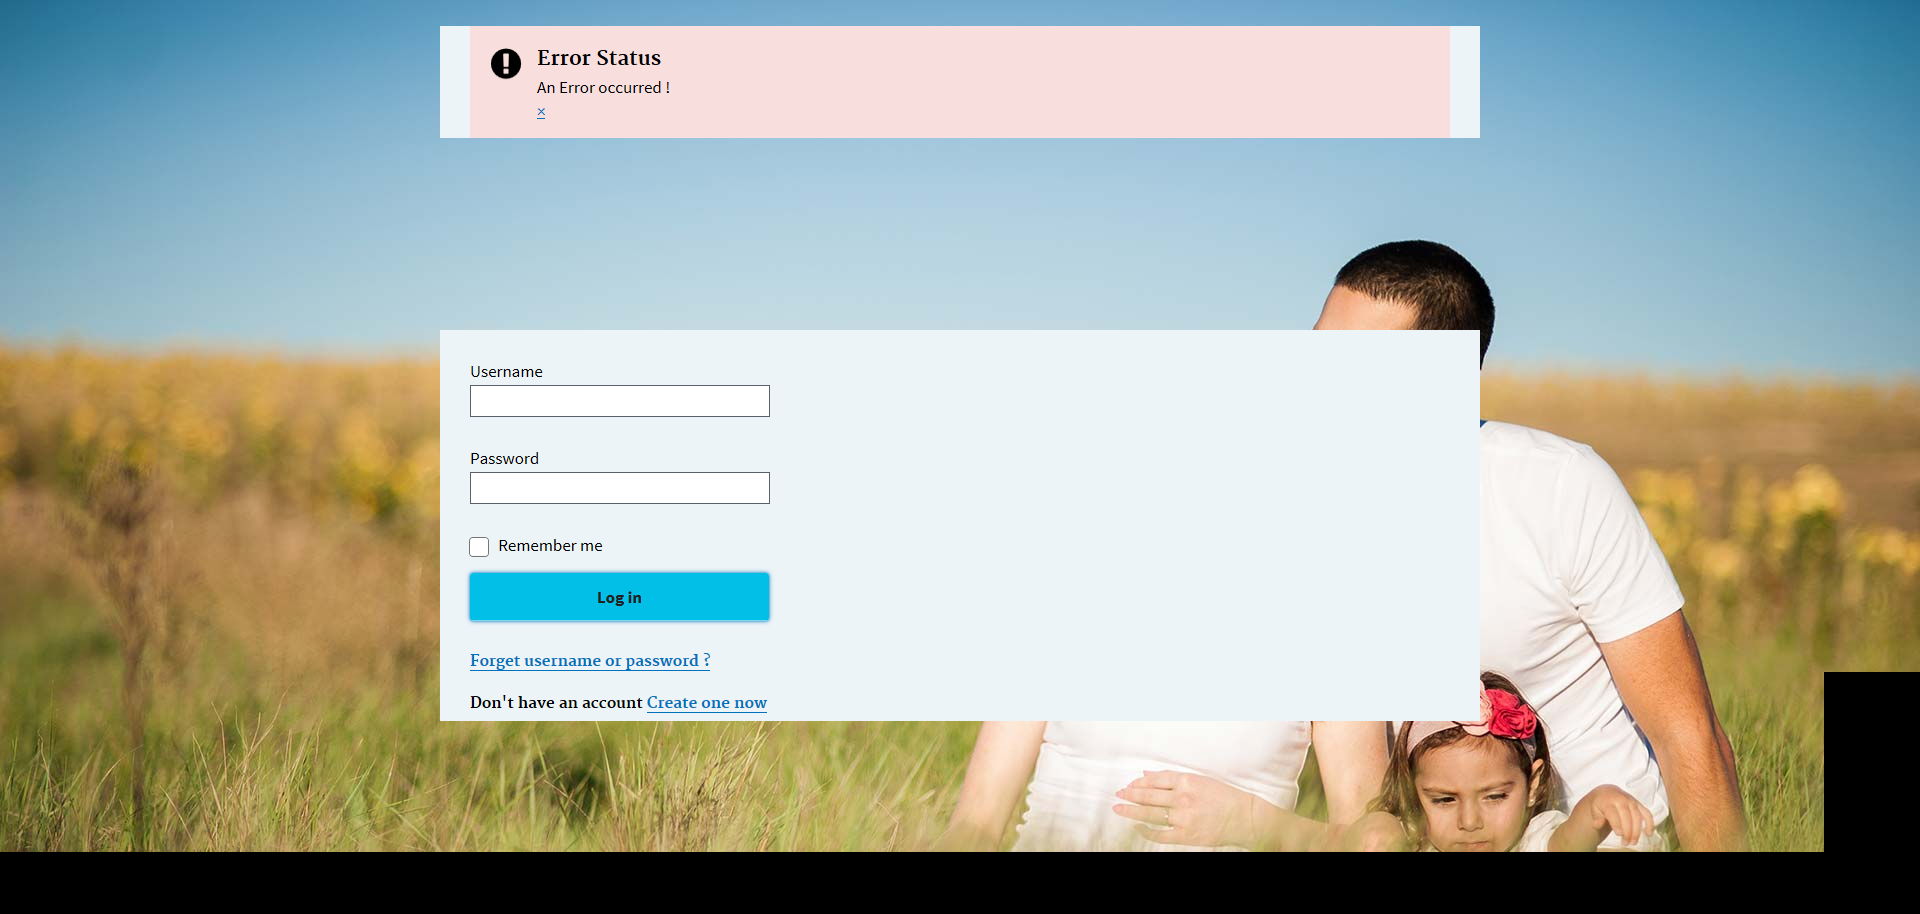 Error Status
An Error occurred !
×
Username
Password
Remember me
Log in
Forget username or password ?
Don't have an account Create one now